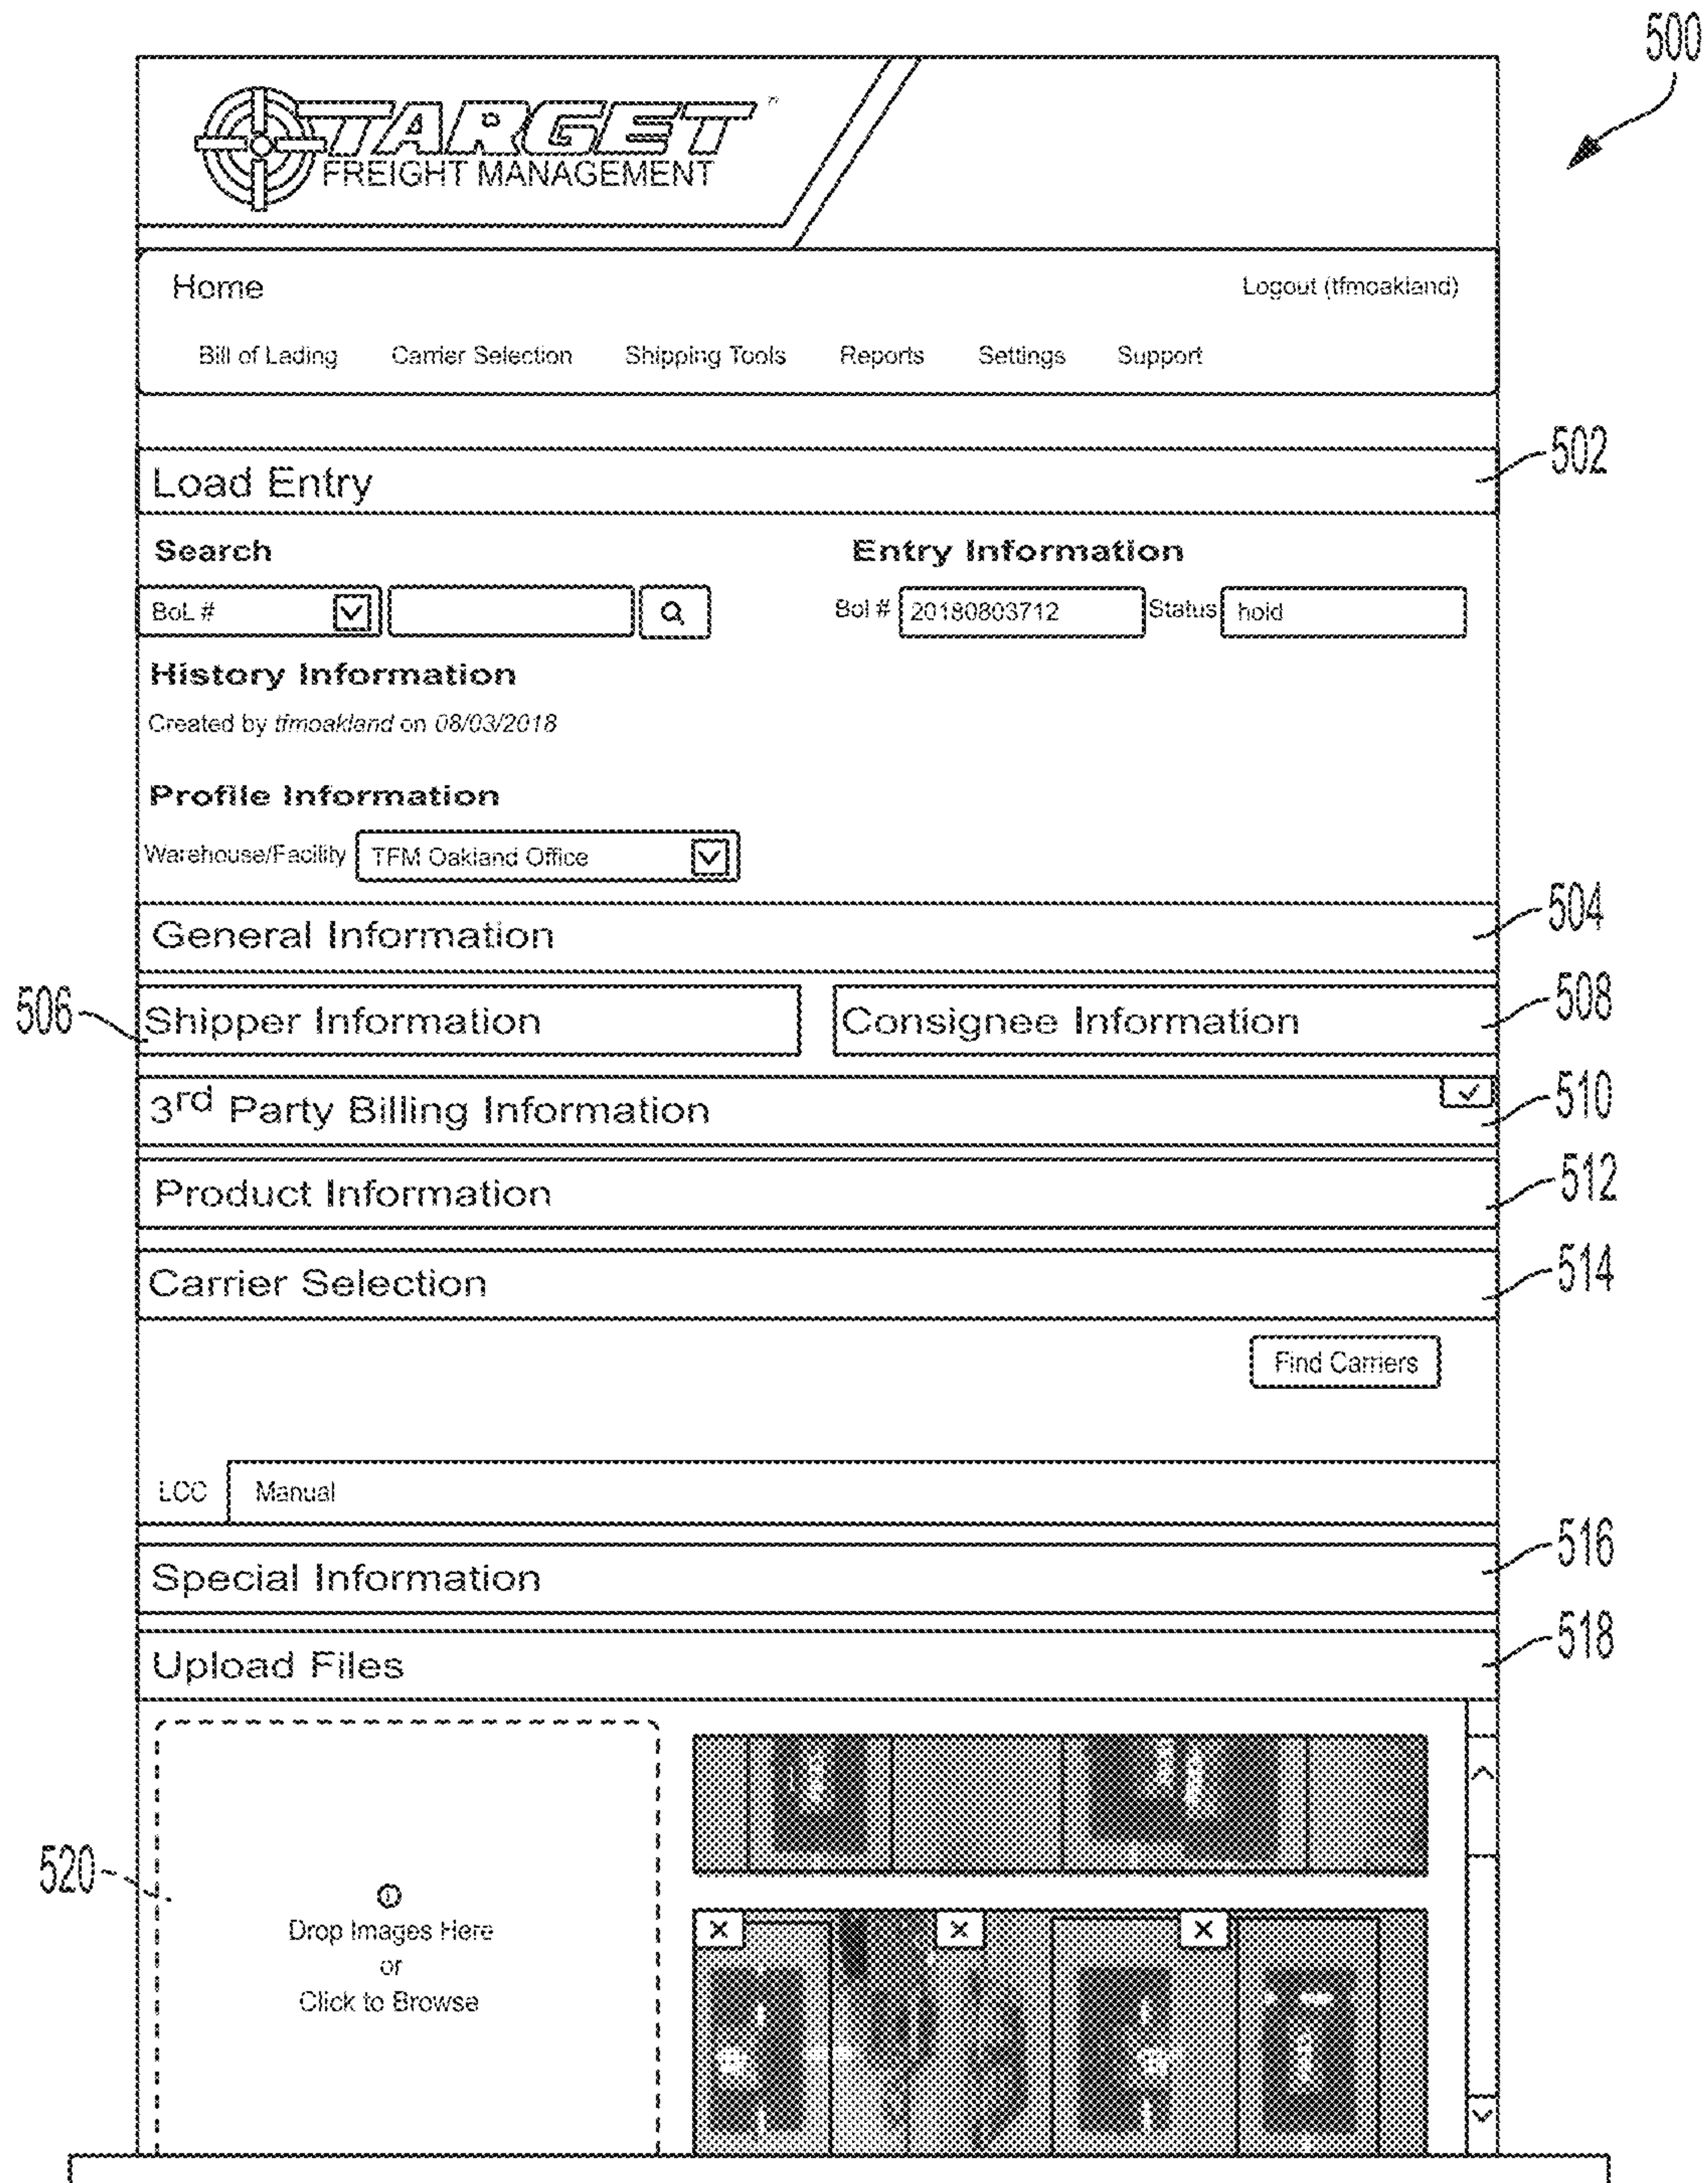 500
TARGET
FREIGHT MANAGEMENT
Home
Logout (tfmoakland)
Bill of Lading Carrier Selection Shipping Tools Reports Settings Support
Load Entry
502
Search
Entry Information
BoL #
Bol # 20180803712 Status hold
History Information
Created by tfmoakland on 08/03/2018
Profile Information
Warehouse/Facility TFM Oakland Office
General Information
504
506
Shipper Information
Consignee Information
508
3rd Party Billing Information
510
Product Information
512
Carrier Selection
514
Find Carriers
LCC Manual
Special Information
516
Upload Files
518
520
Drop Images Here
or
Click to Browse